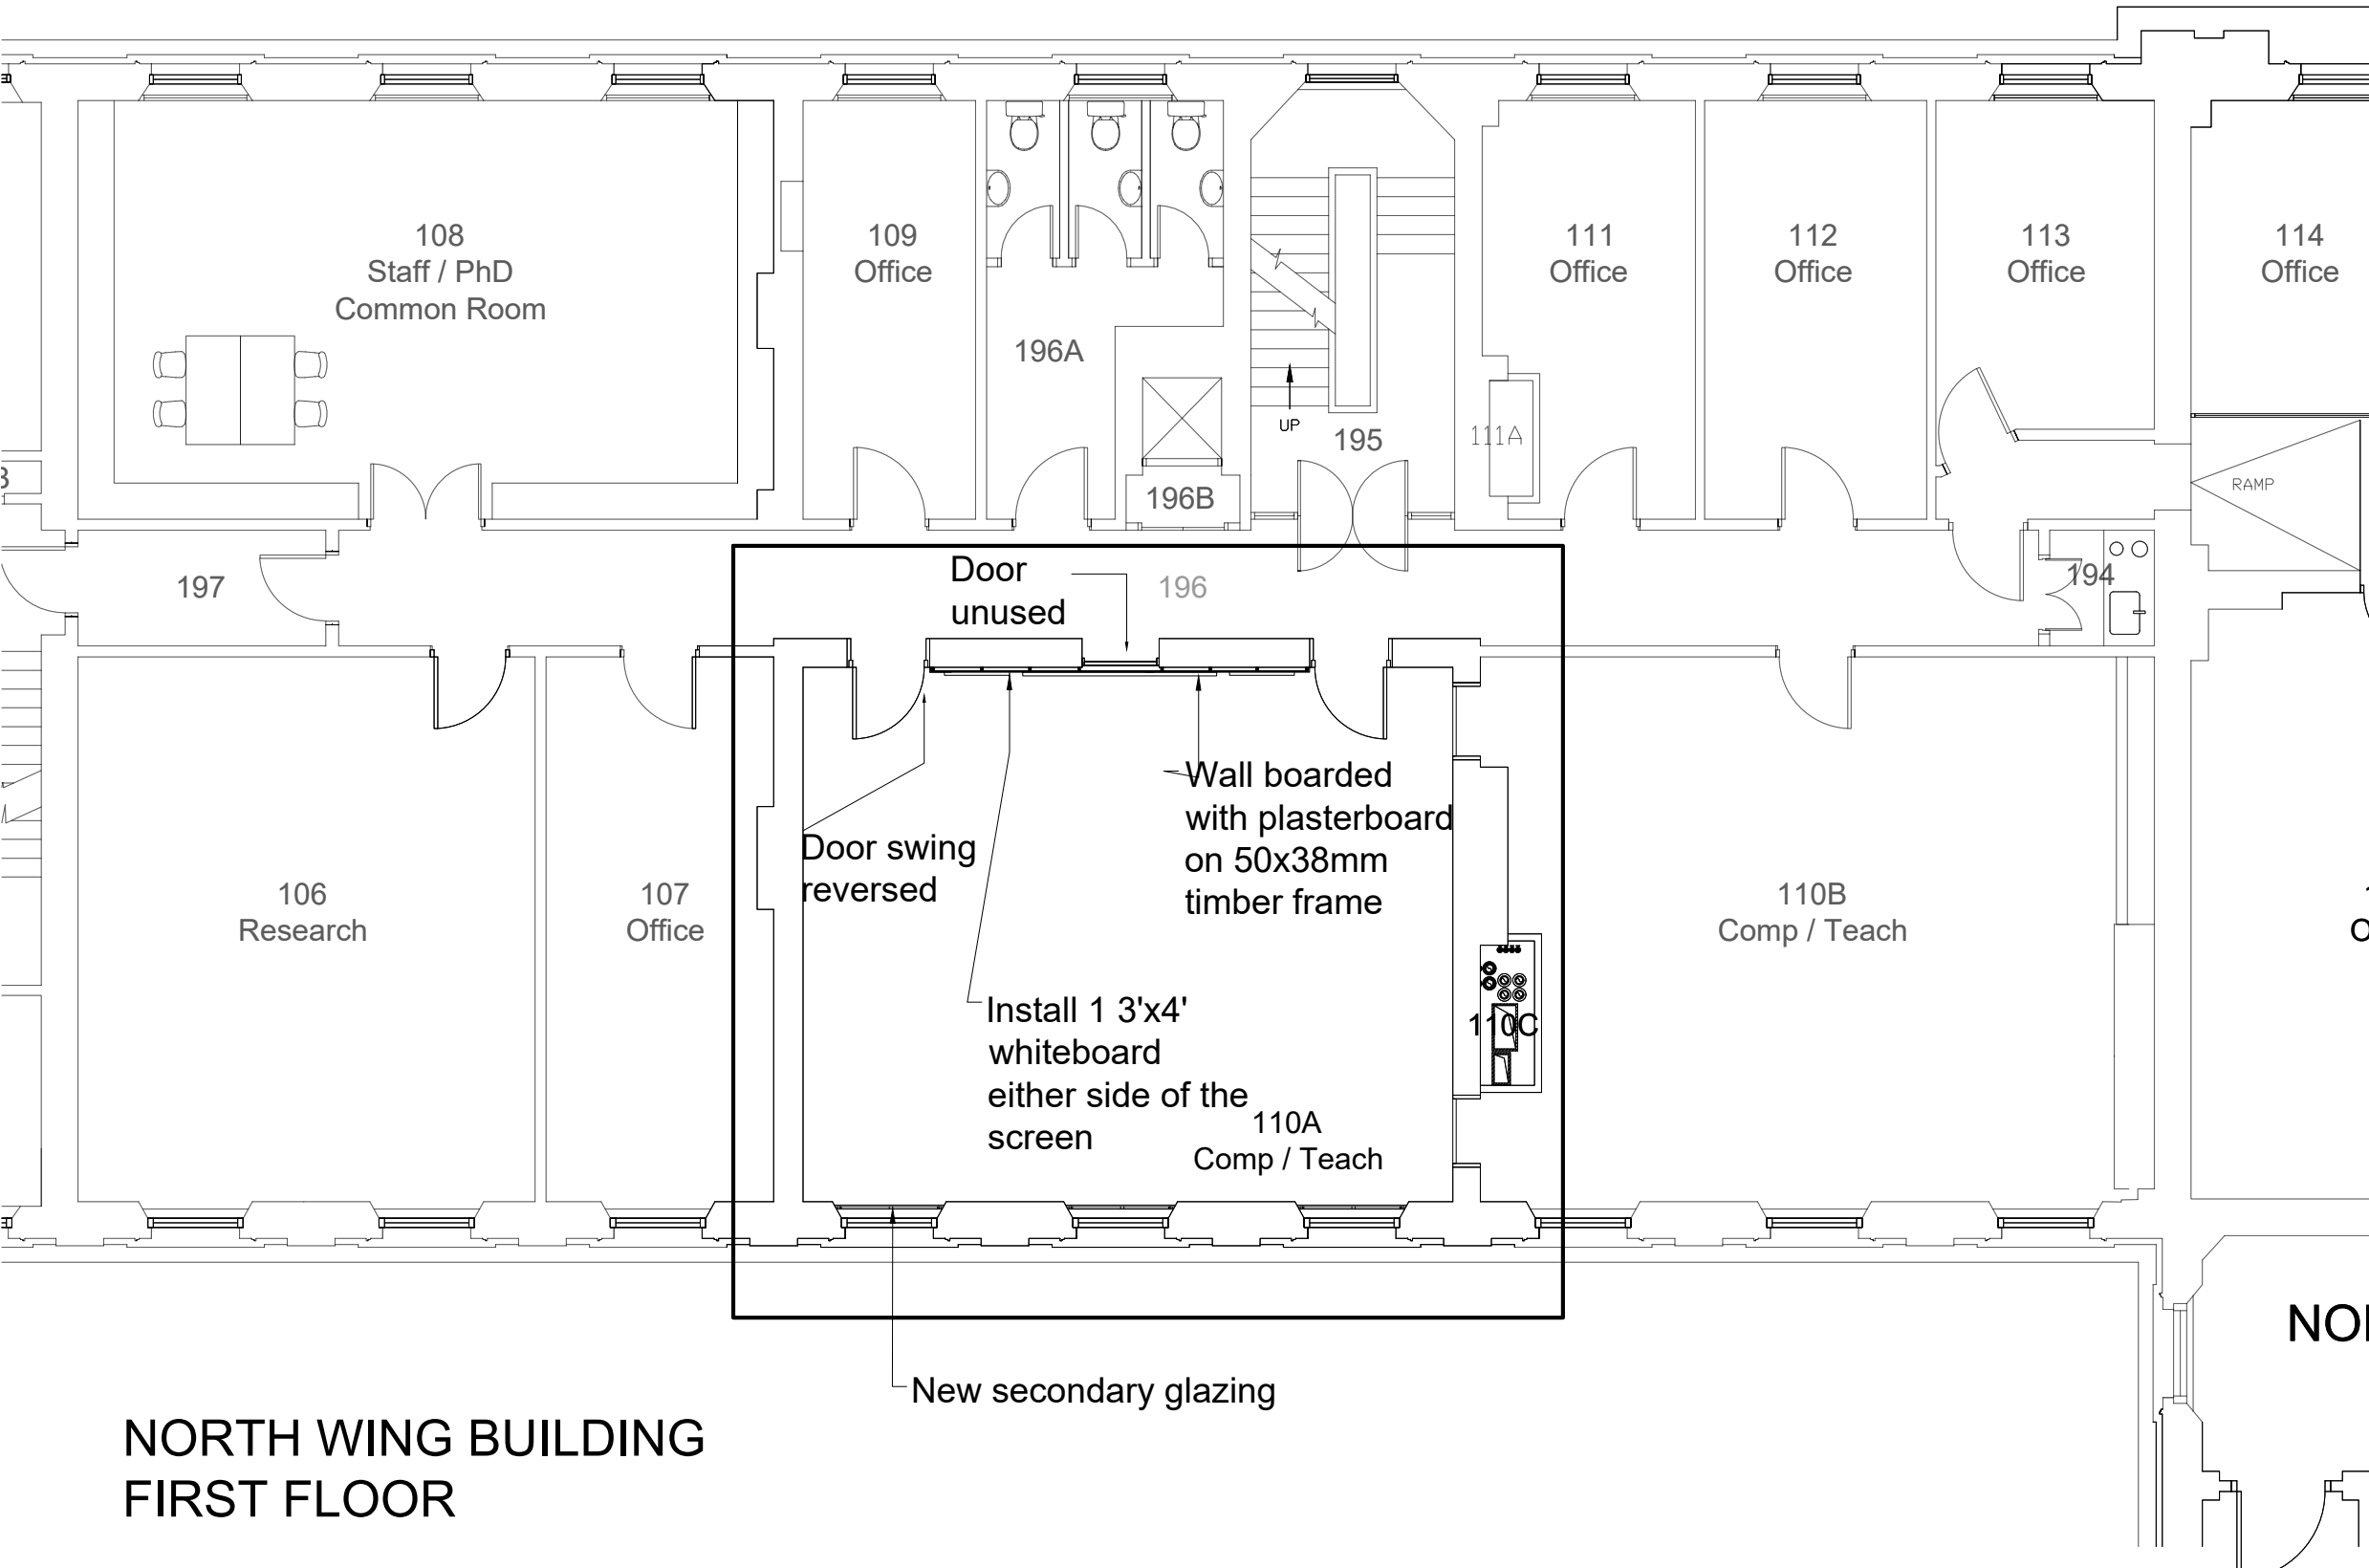 108
Staff / PhD
Common Room
109
Office
196A
196B
UP
195
111A
111
Office
112
Office
113
Office
114
Office
RAMP
194
197
196
Door
unused
106
Research
107
Office
Door swing
reversed
Wall boarded
with plasterboard
on 50x38mm
timber frame
Install 1 3'x4'
whiteboard
either side of the
screen
110A
Comp / Teach
110C
110B
Comp / Teach
New secondary glazing
NORTH WING BUILDING
FIRST FLOOR